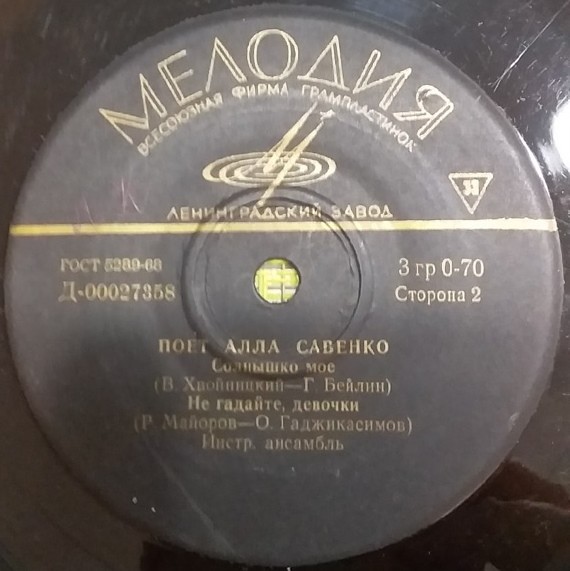 МЕЛОДИЯ
ВСЕСОЮЗНАЯ ФИРМА ГРАМПЛАСТИНОК
33
ЛЕНИНГРАДСКИЙ ЗАВОД
ГОСТ 5289-68
Д-00027358
3 гр 0-70
Сторона 2
ПОЕТ АЛЛА САВЕНКО
Солнышко мое
(В. Хвойницкий—Г. Бейлин)
Не гадайте, девочки
(Р. Майоров—О. Гаджикасимов)
Инстр. ансамбль